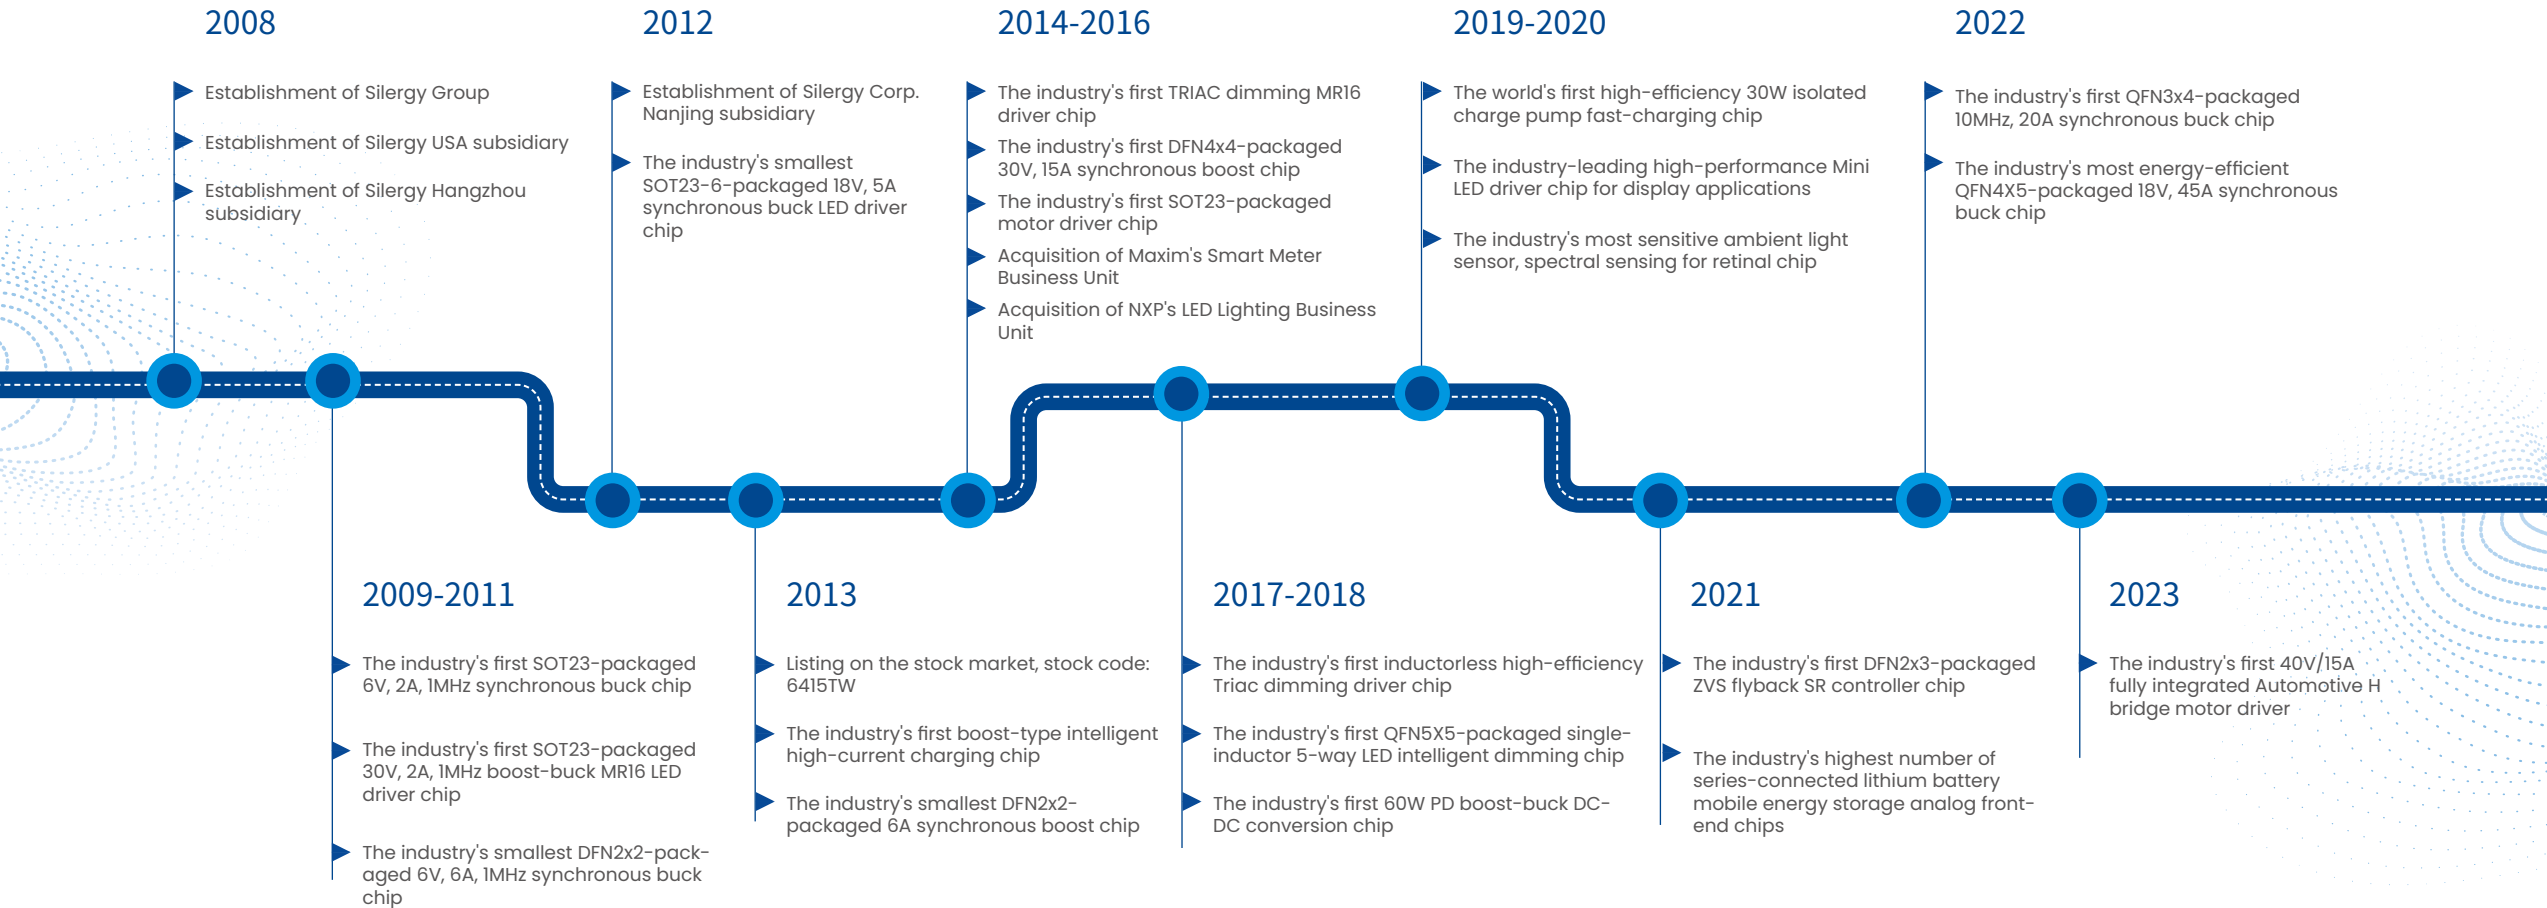 2008
Establishment of Silergy Group
Establishment of Silergy USA subsidiary
Establishment of Silergy Hangzhou
subsidiary
2009-2011
The industry's first SOT23-packaged
6V, 2A, 1MHz synchronous buck chip
The industry's first SOT23-packaged
30V, 2A, 1MHz boost-buck MR16 LED
driver chip
The industry's smallest DFN2x2-pack-
aged 6V, 6A, 1MHz synchronous buck
chip
2012
Establishment of Silergy Corp.
Nanjing subsidiary
The industry's smallest
SOT23-6-packaged 18V, 5A
synchronous buck LED driver
chip
2013
Listing on the stock market, stock code:
6415TW
The industry's first boost-type intelligent
high-current charging chip
The industry's smallest DFN2x2-
packaged 6A synchronous boost chip
2014-2016
The industry's first TRIAC dimming MR16
driver chip
The industry's first DFN4x4-packaged
30V, 15A synchronous boost chip
The industry's first SOT23-packaged
motor driver chip
Acquisition of Maxim's Smart Meter
Business Unit
Acquisition of NXP's LED Lighting Business
Unit
2017-2018
The industry's first inductorless high-efficiency
Triac dimming driver chip
The industry's first QFN5X5-packaged single-
inductor 5-way LED intelligent dimming chip
The industry's first 60W PD boost-buck DC-
DC conversion chip
2019-2020
The world's first high-efficiency 30W isolated
charge pump fast-charging chip
The industry-leading high-performance Mini
LED driver chip for display applications
The industry's most sensitive ambient light
sensor, spectral sensing for retinal chip
2021
The industry's first DFN2x3-packaged
ZVS flyback SR controller chip
The industry's highest number of
series-connected lithium battery
mobile energy storage analog front-
end chips
2022
The industry's first QFN3x4-packaged
10MHz, 20A synchronous buck chip
The industry's most energy-efficient
QFN4X5-packaged 18V, 45A synchronous
buck chip
2023
The industry's first 40V/15A
fully integrated Automotive H
bridge motor driver